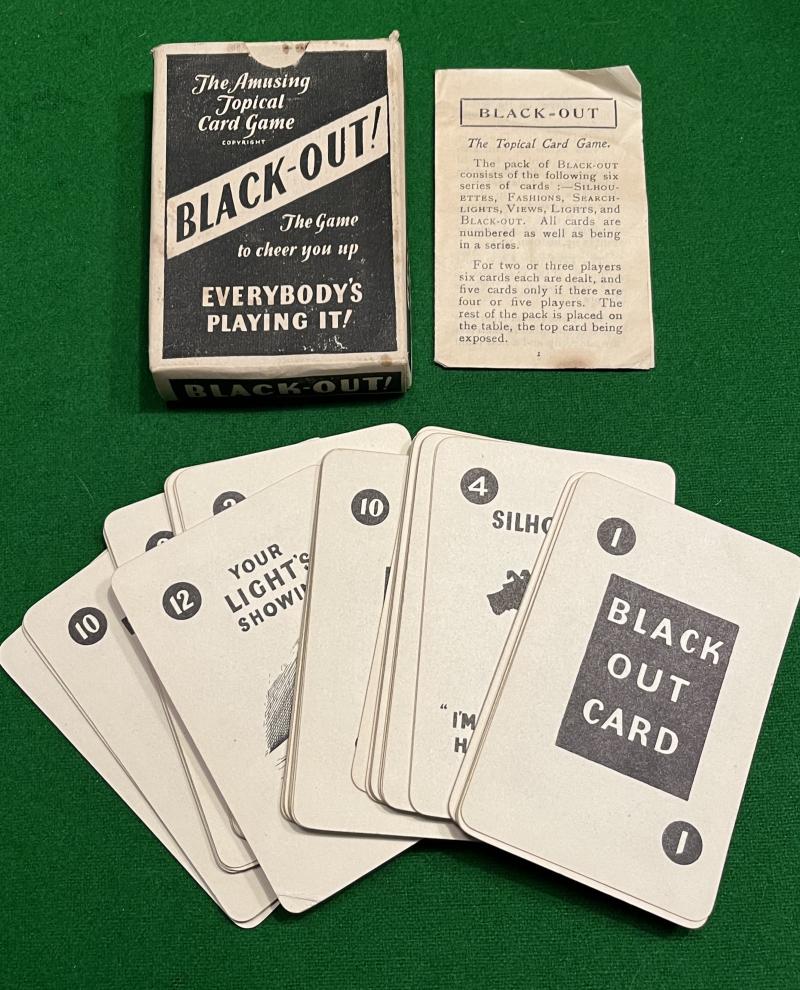 The Amusing
Topical
Card Game
COPYRIGHT
BLACK-OUT!
The Game
to cheer you up
EVERYBODY'S
PLAYING IT!
BLACK-OUT!
BLACK-OUT
The Topical Card Game.
The pack of BLACK-OUT
consists of the following six
series of cards :—SILHOU-
ETTES, FASHIONS, SEARCH-
LIGHTS, VIEWS, LIGHTS, and
BLACK-OUT. All cards are
numbered as well as being
in a series.
For two or three players
six cards each are dealt, and
five cards only if there are
four or five players. The
rest of the pack is placed on
the table, the top card being
exposed.
1
10
12
YOUR
LIGHT'S
SHOWIN
10
4
SILHO
"I'M
H
1
BLACK
OUT
CARD
1